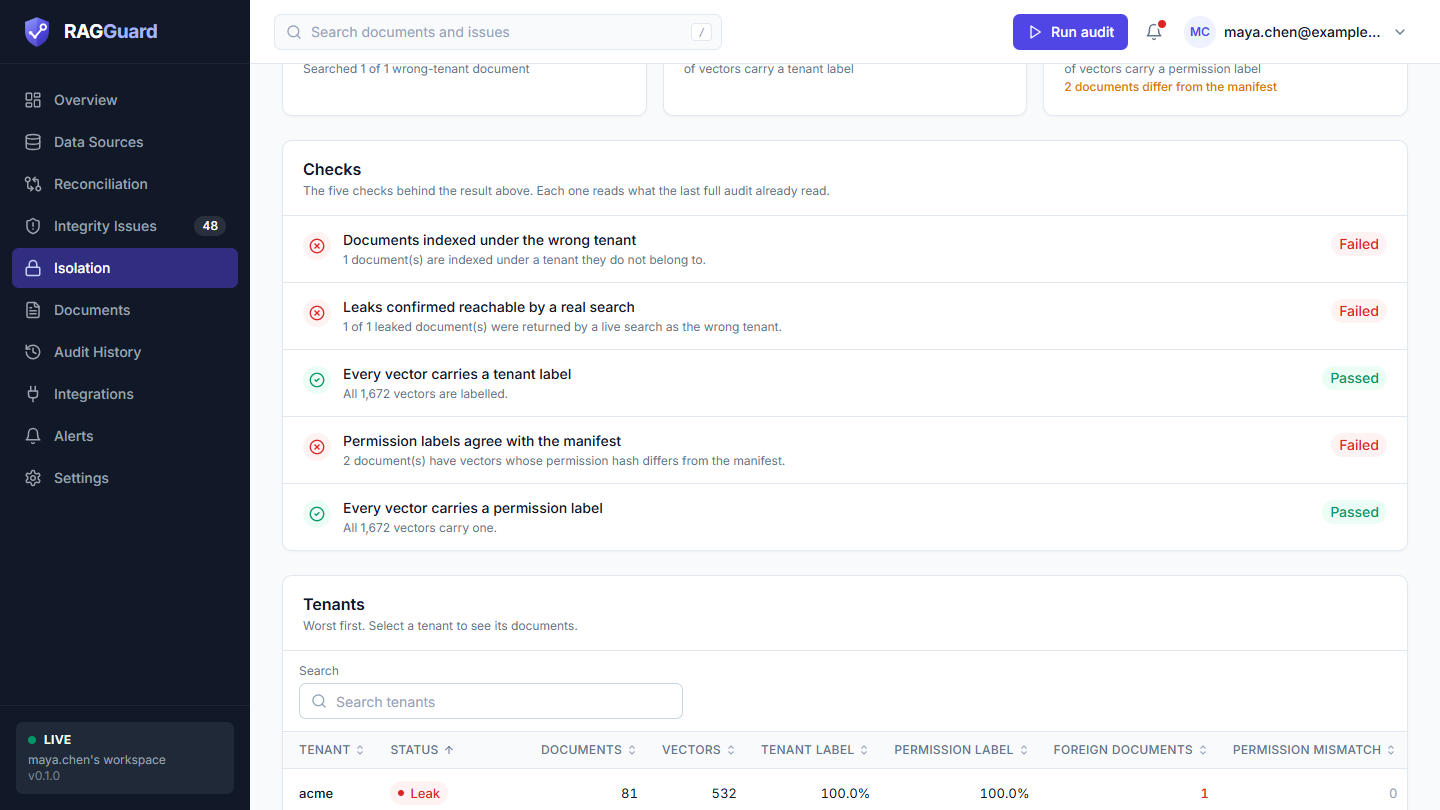 RAGGuard
Search documents and issues
/
Run audit
MC
maya.chen@example...
Overview
Data Sources
Reconciliation
Integrity Issues
48
Isolation
Documents
Audit History
Integrations
Alerts
Settings
LIVE
maya.chen's workspace
v0.1.0
Searched 1 of 1 wrong-tenant document
of vectors carry a tenant label
of vectors carry a permission label
2 documents differ from the manifest
Checks
The five checks behind the result above. Each one reads what the last full audit already read.
Documents indexed under the wrong tenant
Failed
1 document(s) are indexed under a tenant they do not belong to.
Leaks confirmed reachable by a real search
Failed
1 of 1 leaked document(s) were returned by a live search as the wrong tenant.
Every vector carries a tenant label
Passed
All 1,672 vectors are labelled.
Permission labels agree with the manifest
Failed
2 document(s) have vectors whose permission hash differs from the manifest.
Every vector carries a permission label
Passed
All 1,672 vectors carry one.
Tenants
Worst first. Select a tenant to see its documents.
Search
Search tenants
TENANT STATUS DOCUMENTS VECTORS TENANT LABEL PERMISSION LABEL FOREIGN DOCUMENTS PERMISSION MISMATCH
acme Leak 81 532 100.0% 100.0% 1 0